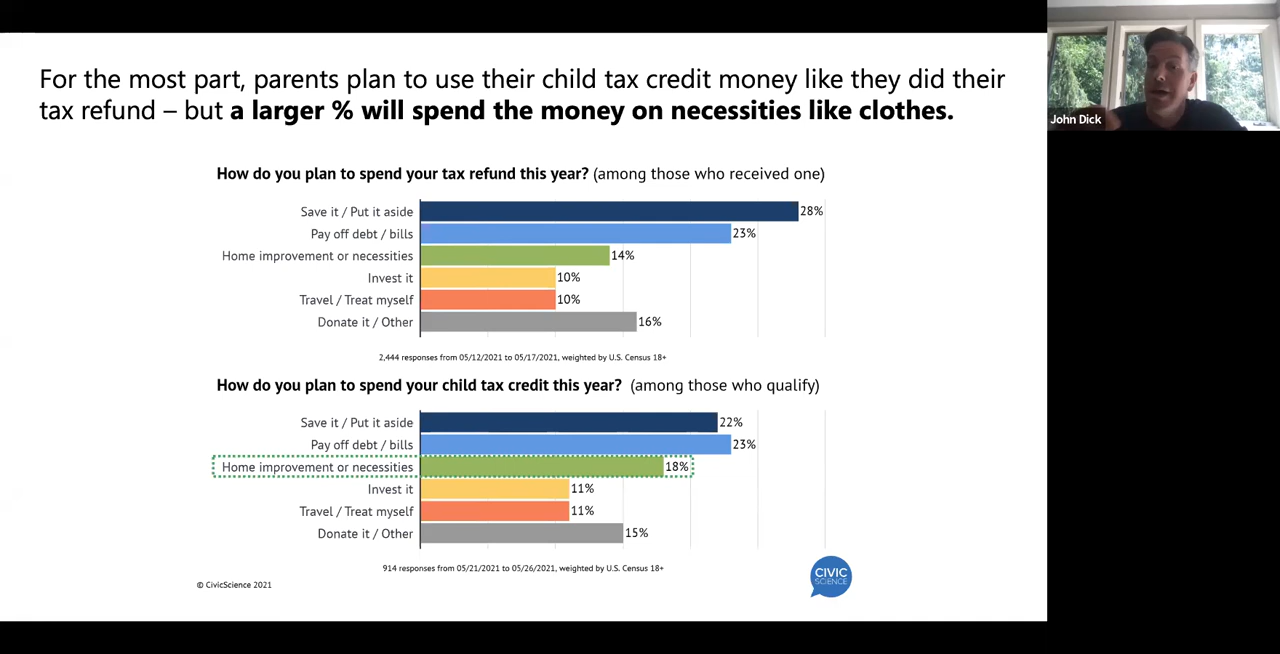 For the most part, parents plan to use their child tax credit money like they did their
tax refund – but a larger % will spend the money on necessities like clothes.
John Dick
How do you plan to spend your tax refund this year? (among those who received one)
Save it / Put it aside 28%
Pay off debt / bills 23%
Home improvement or necessities 14%
Invest it 10%
Travel / Treat myself 10%
Donate it / Other 16%
2,444 responses from 05/12/2021 to 05/17/2021, weighted by U.S. Census 18+
How do you plan to spend your child tax credit this year? (among those who qualify)
Save it / Put it aside 22%
Pay off debt / bills 23%
Home improvement or necessities 18%
Invest it 11%
Travel / Treat myself 11%
Donate it / Other 15%
914 responses from 05/21/2021 to 05/26/2021, weighted by U.S. Census 18+
© CivicScience 2021
CIVIC
SCIENCE